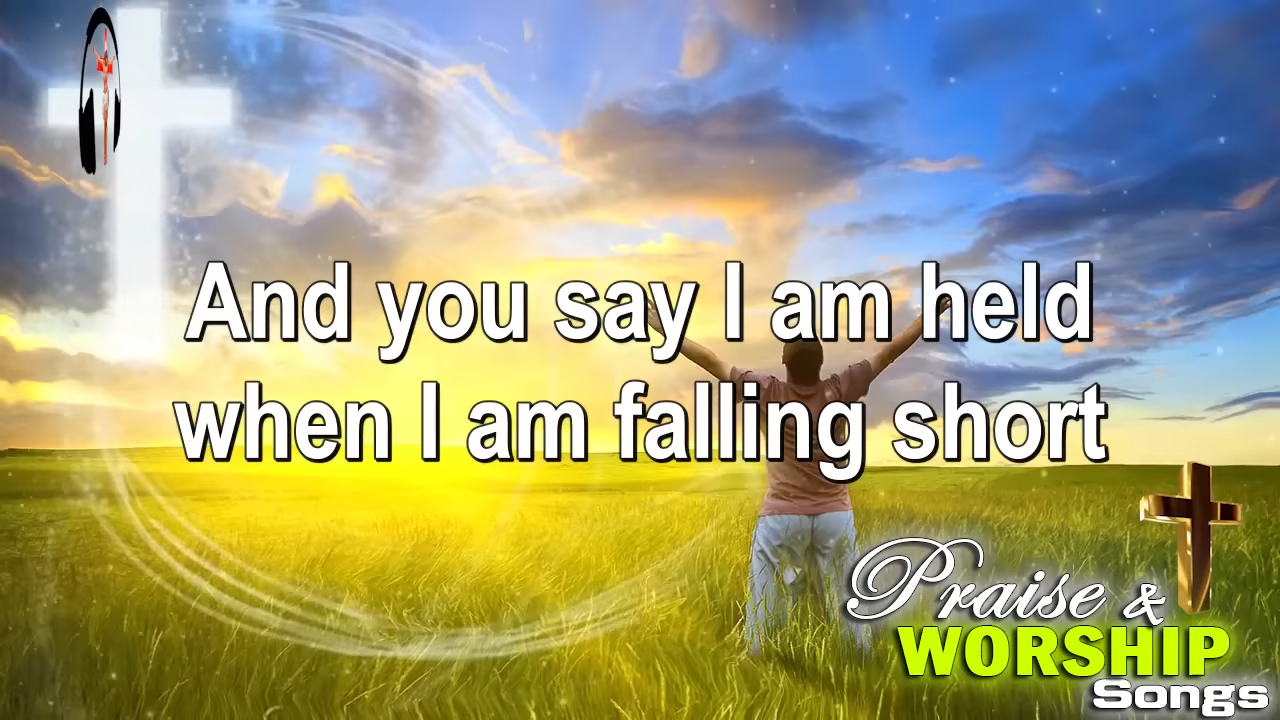 And you say I am held
when I am falling short
Praise &
WORSHIP
Songs